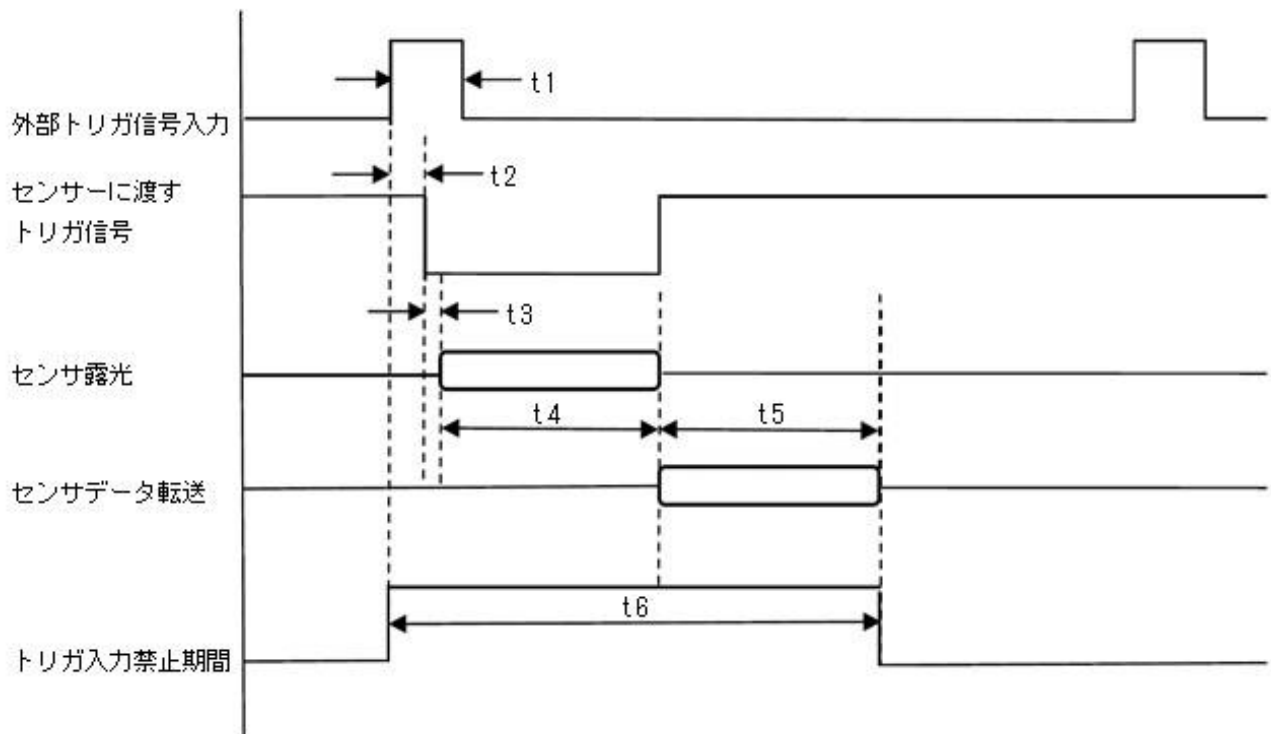 t1
外部トリガ信号入力
t2
センサーに渡す
トリガ信号
t3
センサ露光
t4
t5
センサデータ転送
t6
トリガ入力禁止期間